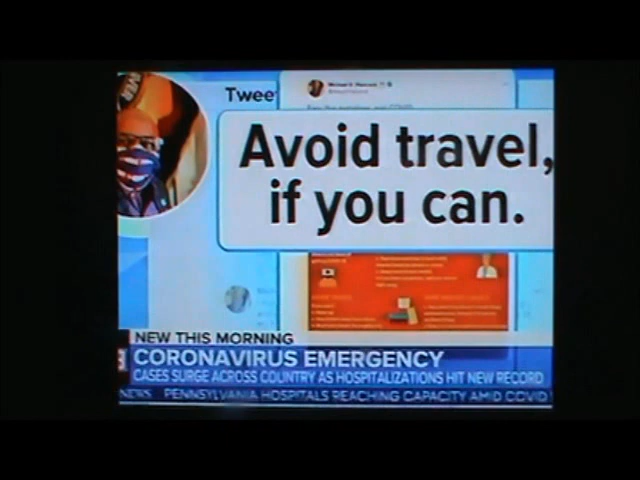 Twee
Avoid travel,
if you can.
NEW THIS MORNING
CORONAVIRUS EMERGENCY
CASES SURGE ACROSS COUNTRY AS HOSPITALIZATIONS HIT NEW RECORD
NEWS PENNSYLVANIA HOSPITALS REACHING CAPACITY AMID COVID